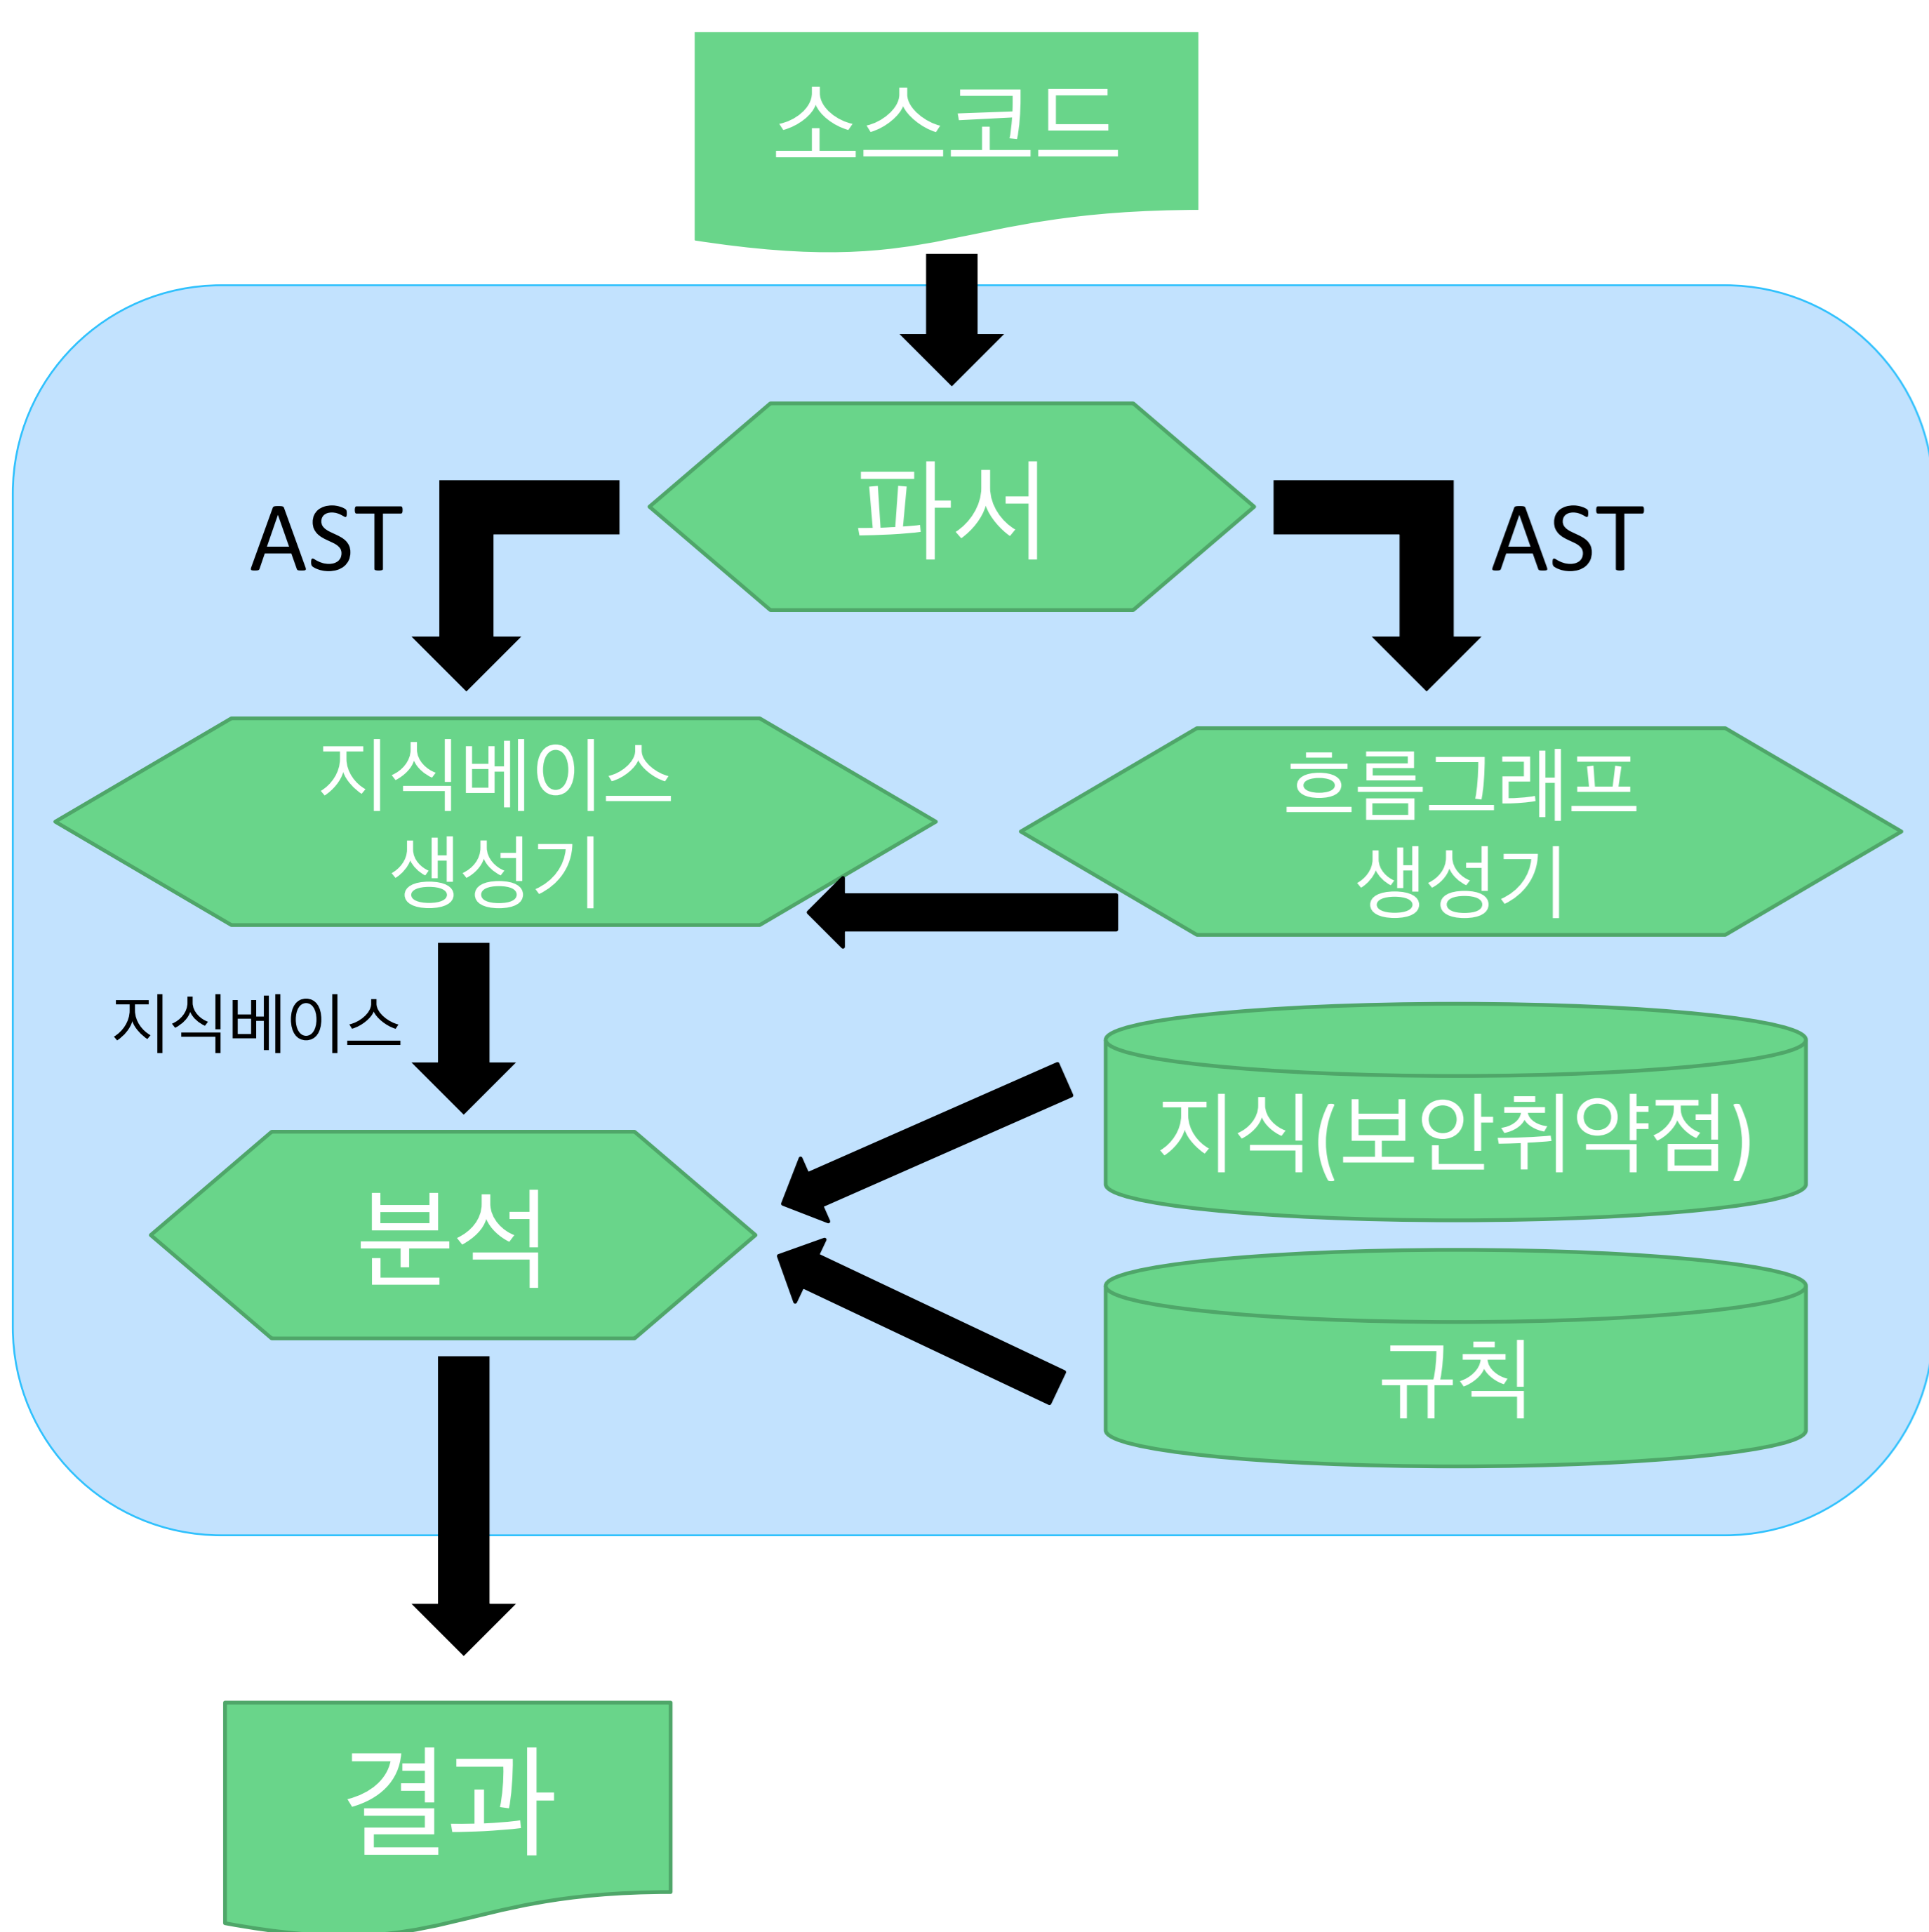 소스코드
파서
AST
AST
지식베이스
생성기
흐름그래프
생성기
지식베이스
지식(보안취약점)
분석
규칙
결과